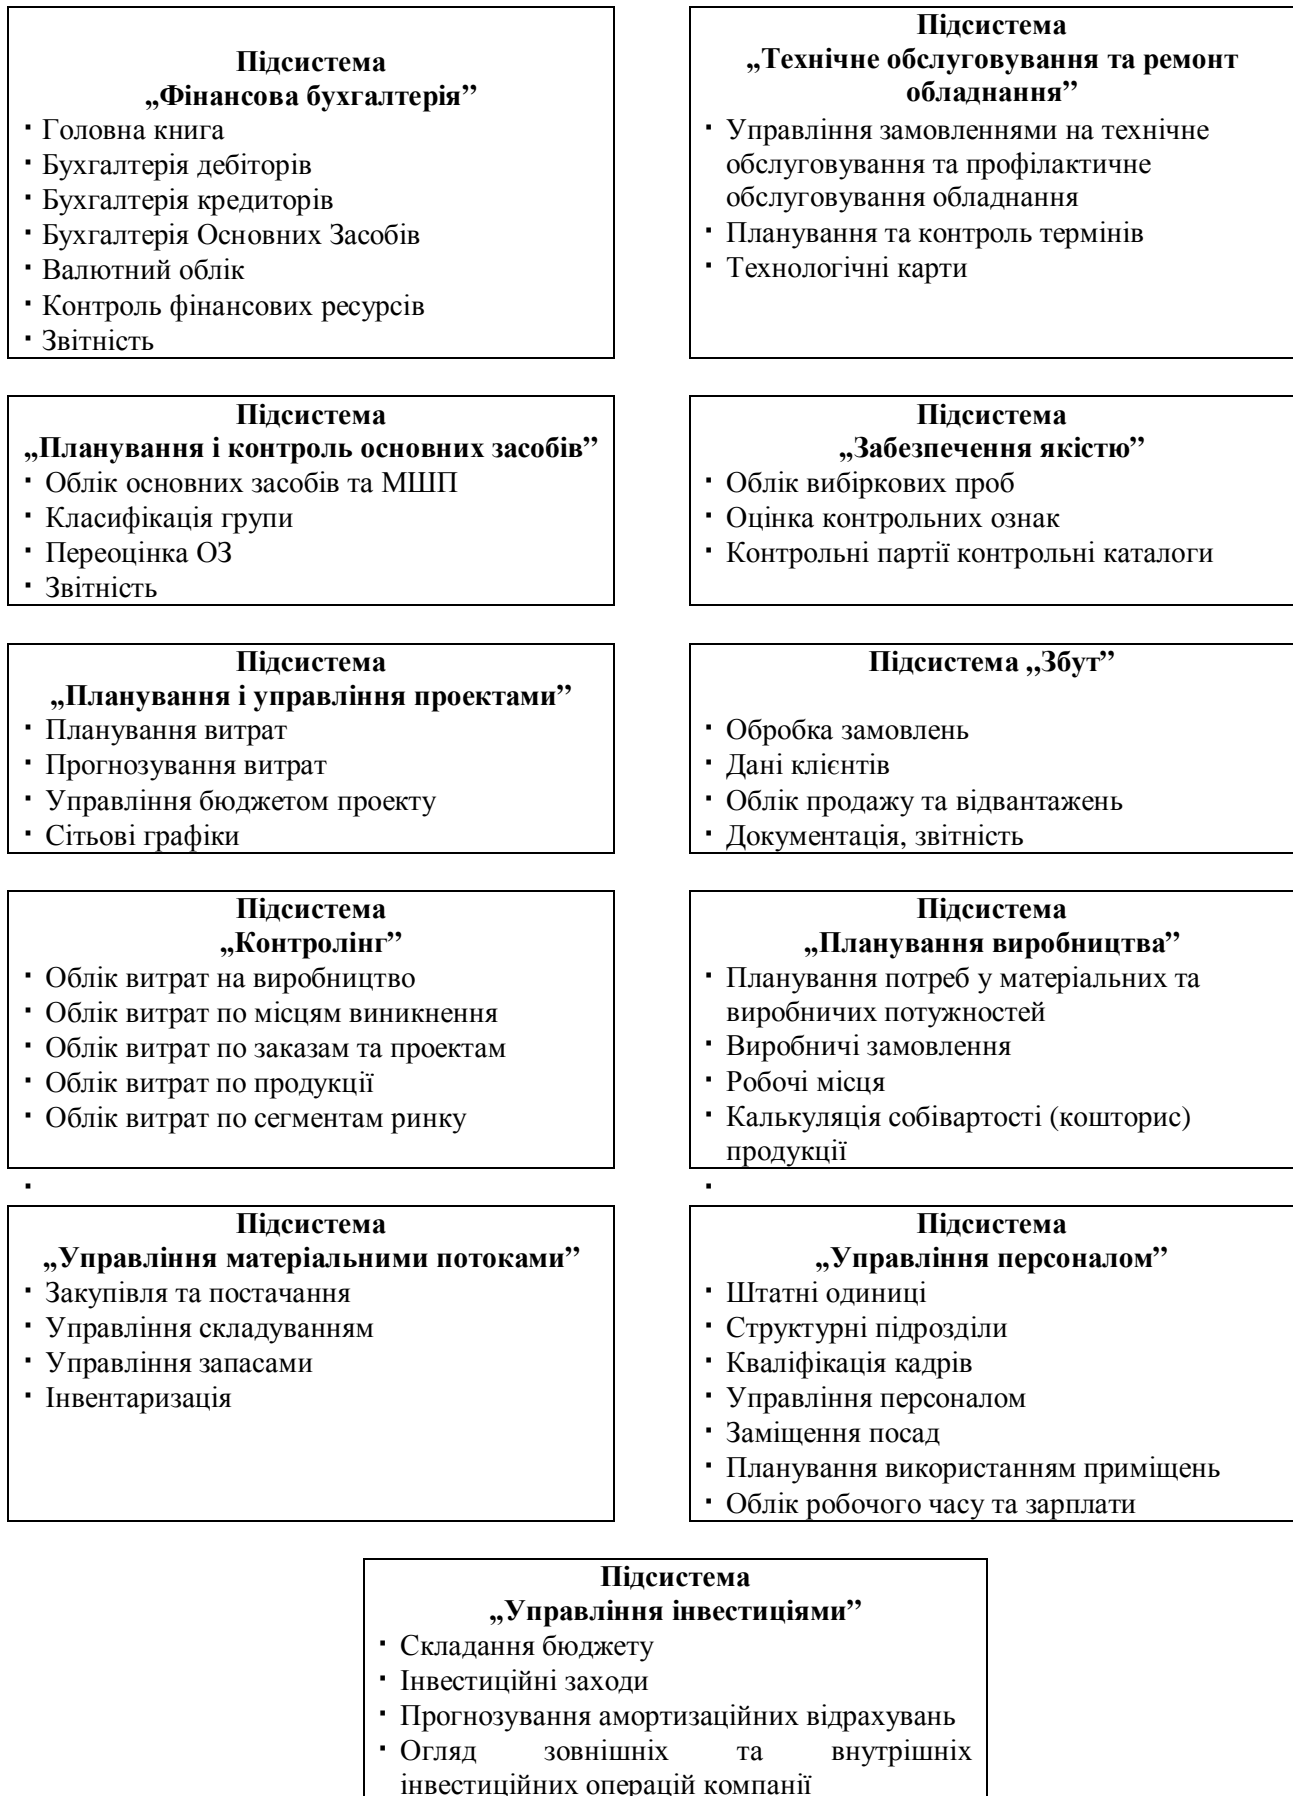 Підсистема
„Фінансова бухгалтерія”
▪ Головна книга
▪ Бухгалтерія дебіторів
▪ Бухгалтерія кредиторів
▪ Бухгалтерія Основних Засобів
▪ Валютний облік
▪ Контроль фінансових ресурсів
▪ Звітність
Підсистема
„Технічне обслуговування та ремонт
обладнання”
▪ Управління замовленнями на технічне
обслуговування та профілактичне
обслуговування обладнання
▪ Планування та контроль термінів
▪ Технологічні карти
Підсистема
„Планування і контроль основних засобів”
▪ Облік основних засобів та МШП
▪ Класифікація групи
▪ Переоцінка ОЗ
▪ Звітність
Підсистема
„Забезпечення якістю”
▪ Облік вибіркових проб
▪ Оцінка контрольних ознак
▪ Контрольні партії контрольні каталоги
Підсистема
„Планування і управління проектами”
▪ Планування витрат
▪ Прогнозування витрат
▪ Управління бюджетом проекту
▪ Сітьові графіки
Підсистема „Збут”
▪ Обробка замовлень
▪ Дані клієнтів
▪ Облік продажу та відвантажень
▪ Документація, звітність
Підсистема
„Контролінг”
▪ Облік витрат на виробництво
▪ Облік витрат по місцям виникнення
▪ Облік витрат по заказам та проектам
▪ Облік витрат по продукції
▪ Облік витрат по сегментам ринку
Підсистема
„Планування виробництва”
▪ Планування потреб у матеріальних та
виробничих потужностей
▪ Виробничі замовлення
▪ Робочі місця
▪ Калькуляція собівартості (кошторис)
продукції
Підсистема
„Управління матеріальними потоками”
▪ Закупівля та постачання
▪ Управління складуванням
▪ Управління запасами
▪ Інвентаризація
Підсистема
„Управління персоналом”
▪ Штатні одиниці
▪ Структурні підрозділи
▪ Кваліфікація кадрів
▪ Управління персоналом
▪ Заміщення посад
▪ Планування використанням приміщень
▪ Облік робочого часу та зарплати
Підсистема
„Управління інвестиціями”
▪ Складання бюджету
▪ Інвестиційні заходи
▪ Прогнозування амортизаційних відрахувань
▪ Огляд зовнішніх та внутрішніх
інвестиційних операцій компанії